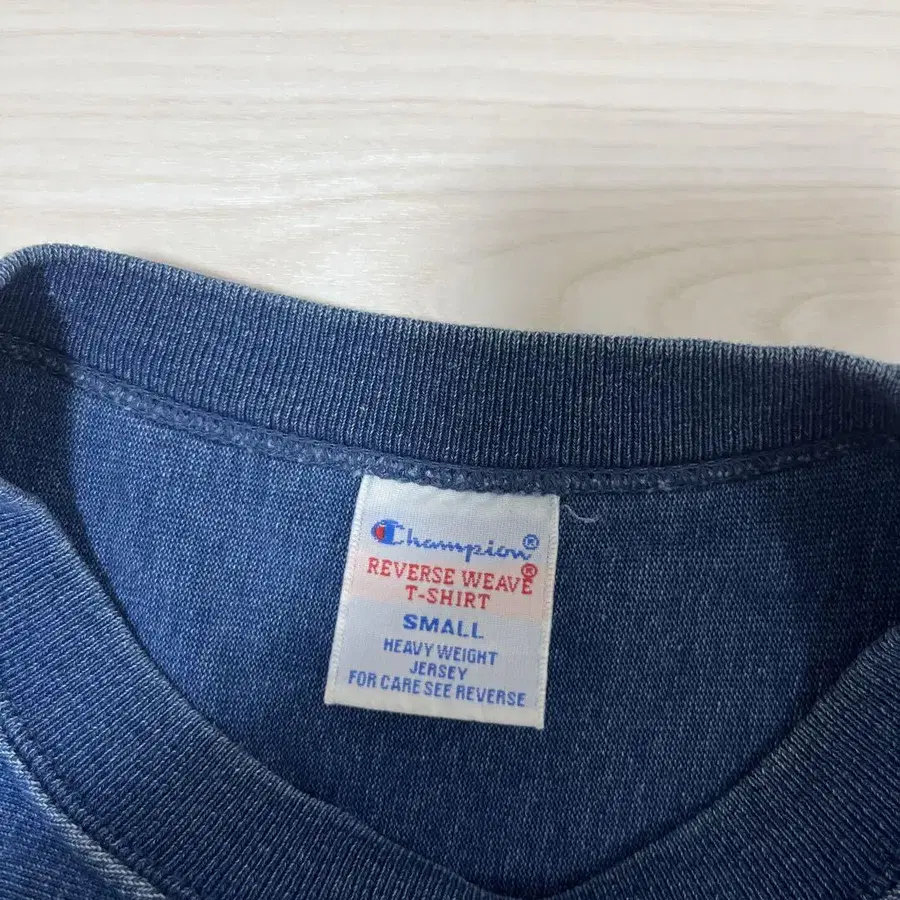 Champion®
REVERSE WEAVE®
T-SHIRT
SMALL
HEAVY WEIGHT
JERSEY
FOR CARE SEE REVERSE